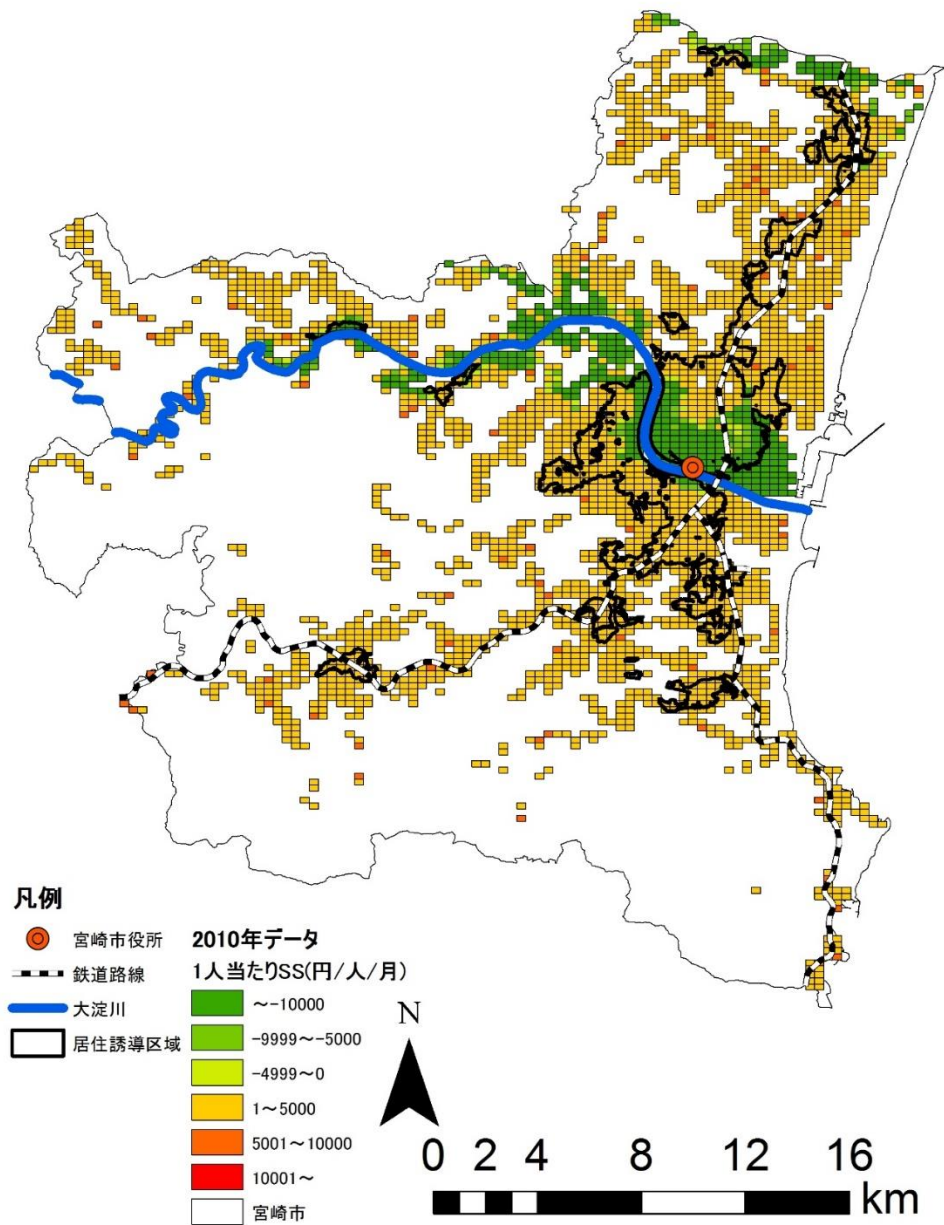 凡例
宮崎市役所
鉄道路線
大淀川
居住誘導区域
2010年データ
1人当たりSS(円/人/月)
～-10000
-9999～-5000
-4999～0
1～5000
5001～10000
10001～
宮崎市
N
0 2 4 8 12 16
km